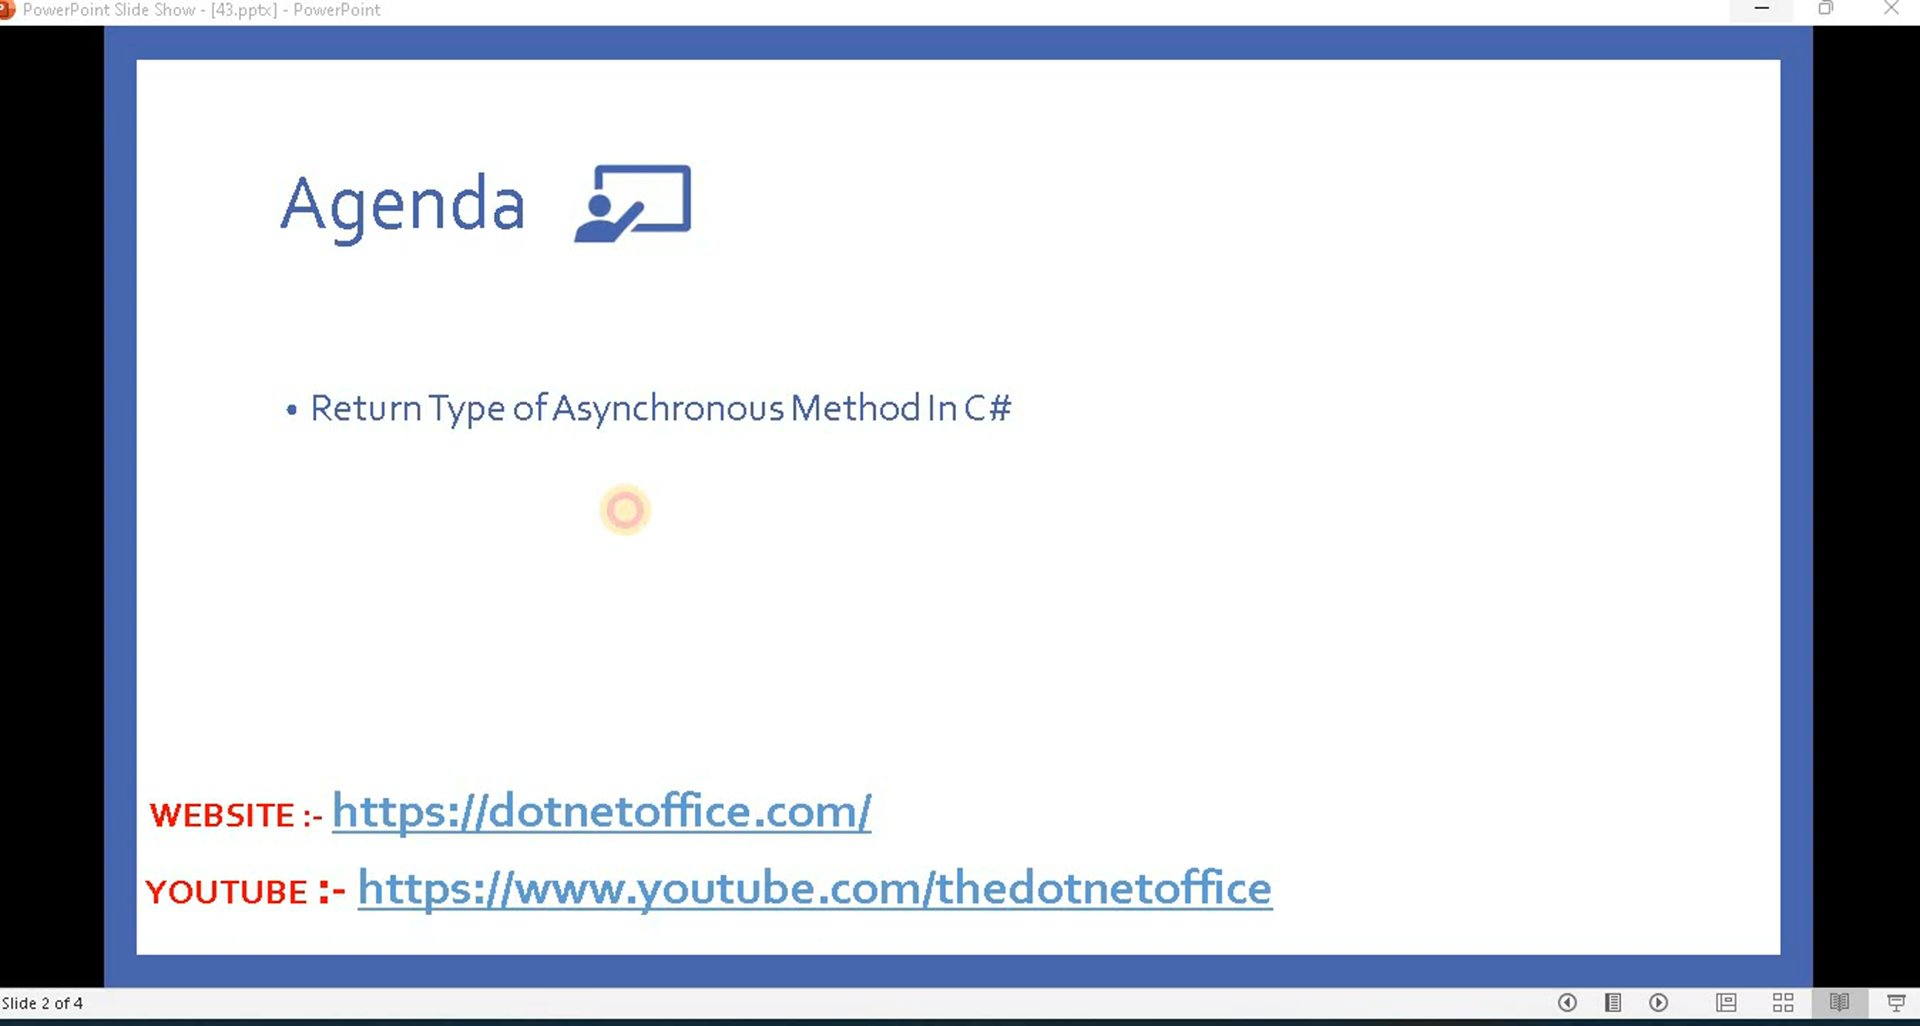 PowerPoint Slide Show - [43.pptx] - PowerPoint
Agenda
• Return Type of Asynchronous Method In C#
WEBSITE :- https://dotnetoffice.com/
YOUTUBE :- https://www.youtube.com/thedotnetoffice
Slide 2 of 4